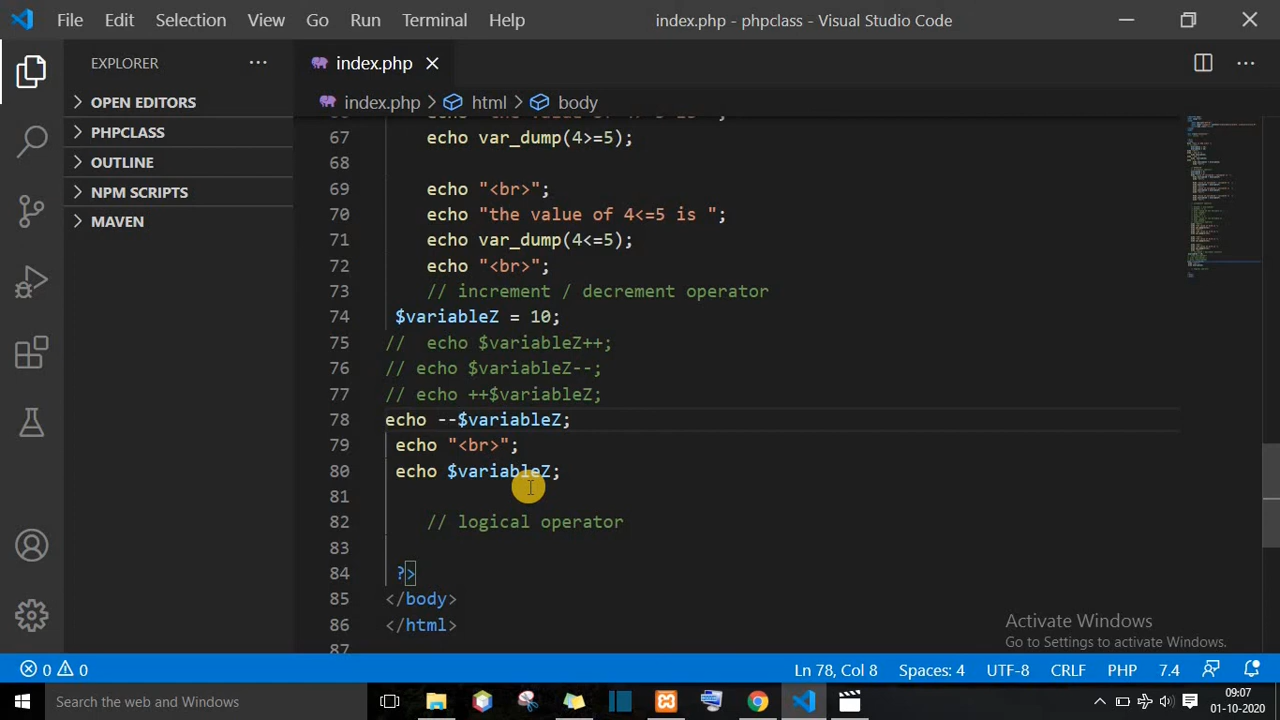 File Edit Selection View Go Run Terminal Help index.php - phpclass - Visual Studio Code
EXPLORER
index.php
OPEN EDITORS
PHPCLASS
OUTLINE
NPM SCRIPTS
MAVEN
index.php > html > body
67 echo var_dump(4>=5);
68
69 echo "<br>";
70 echo "the value of 4<=5 is ";
71 echo var_dump(4<=5);
72 echo "<br>";
73 // increment / decrement operator
74 $variableZ = 10;
75 //  echo $variableZ++;
76 // echo $variableZ--;
77 // echo ++$variableZ;
78 echo --$variableZ;
79 echo "<br>";
80 echo $variableZ;
81
82 // logical operator
83
84 ?>
85 </body>
86 </html>
87
Activate Windows
Go to Settings to activate Windows.
0 0 Ln 78, Col 8 Spaces: 4 UTF-8 CRLF PHP 7.4
Search the web and Windows
09:07
01-10-2020